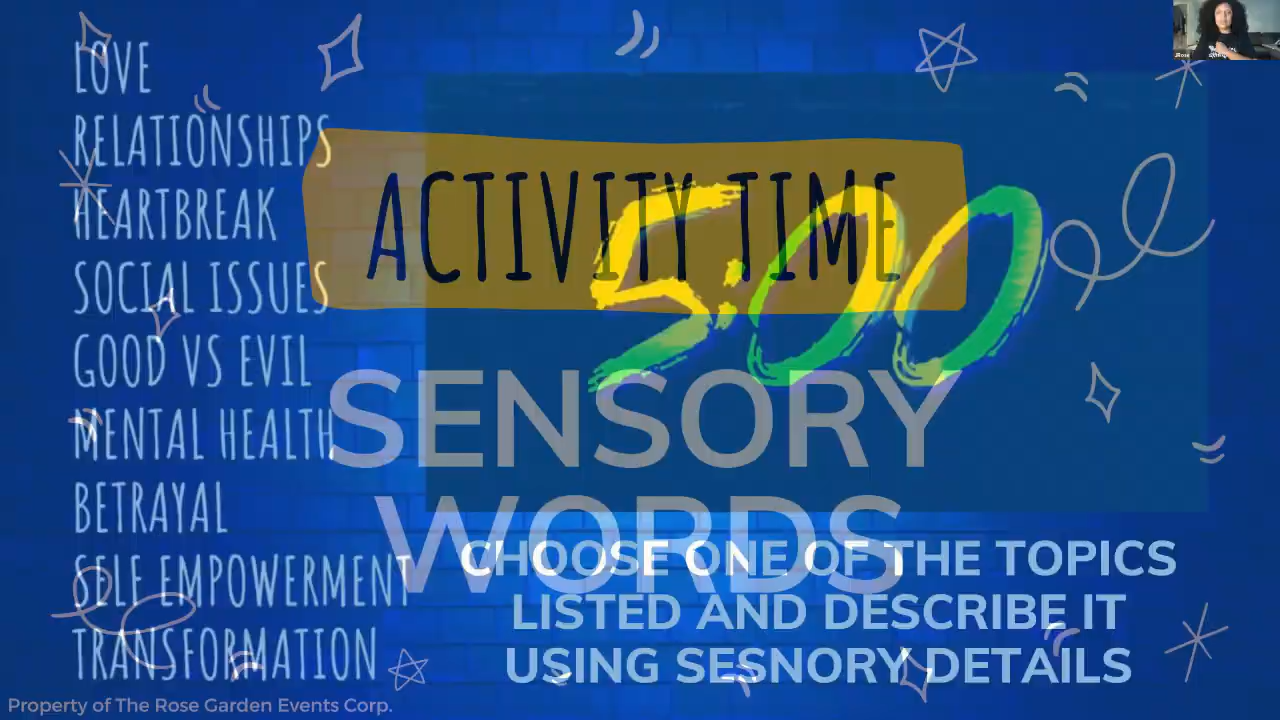 LOVE
RELATIONSHIPS
HEARTBREAK
SOCIAL ISSUES
GOOD VS EVIL
MENTAL HEALTH
BETRAYAL
SELF EMPOWERMENT
TRANSFORMATION
ACTIVITY TIME
5:00
SENSORY
WORDS
CHOOSE ONE OF THE TOPICS
LISTED AND DESCRIBE IT
USING SESNORY DETAILS
Property of The Rose Garden Events Corp.